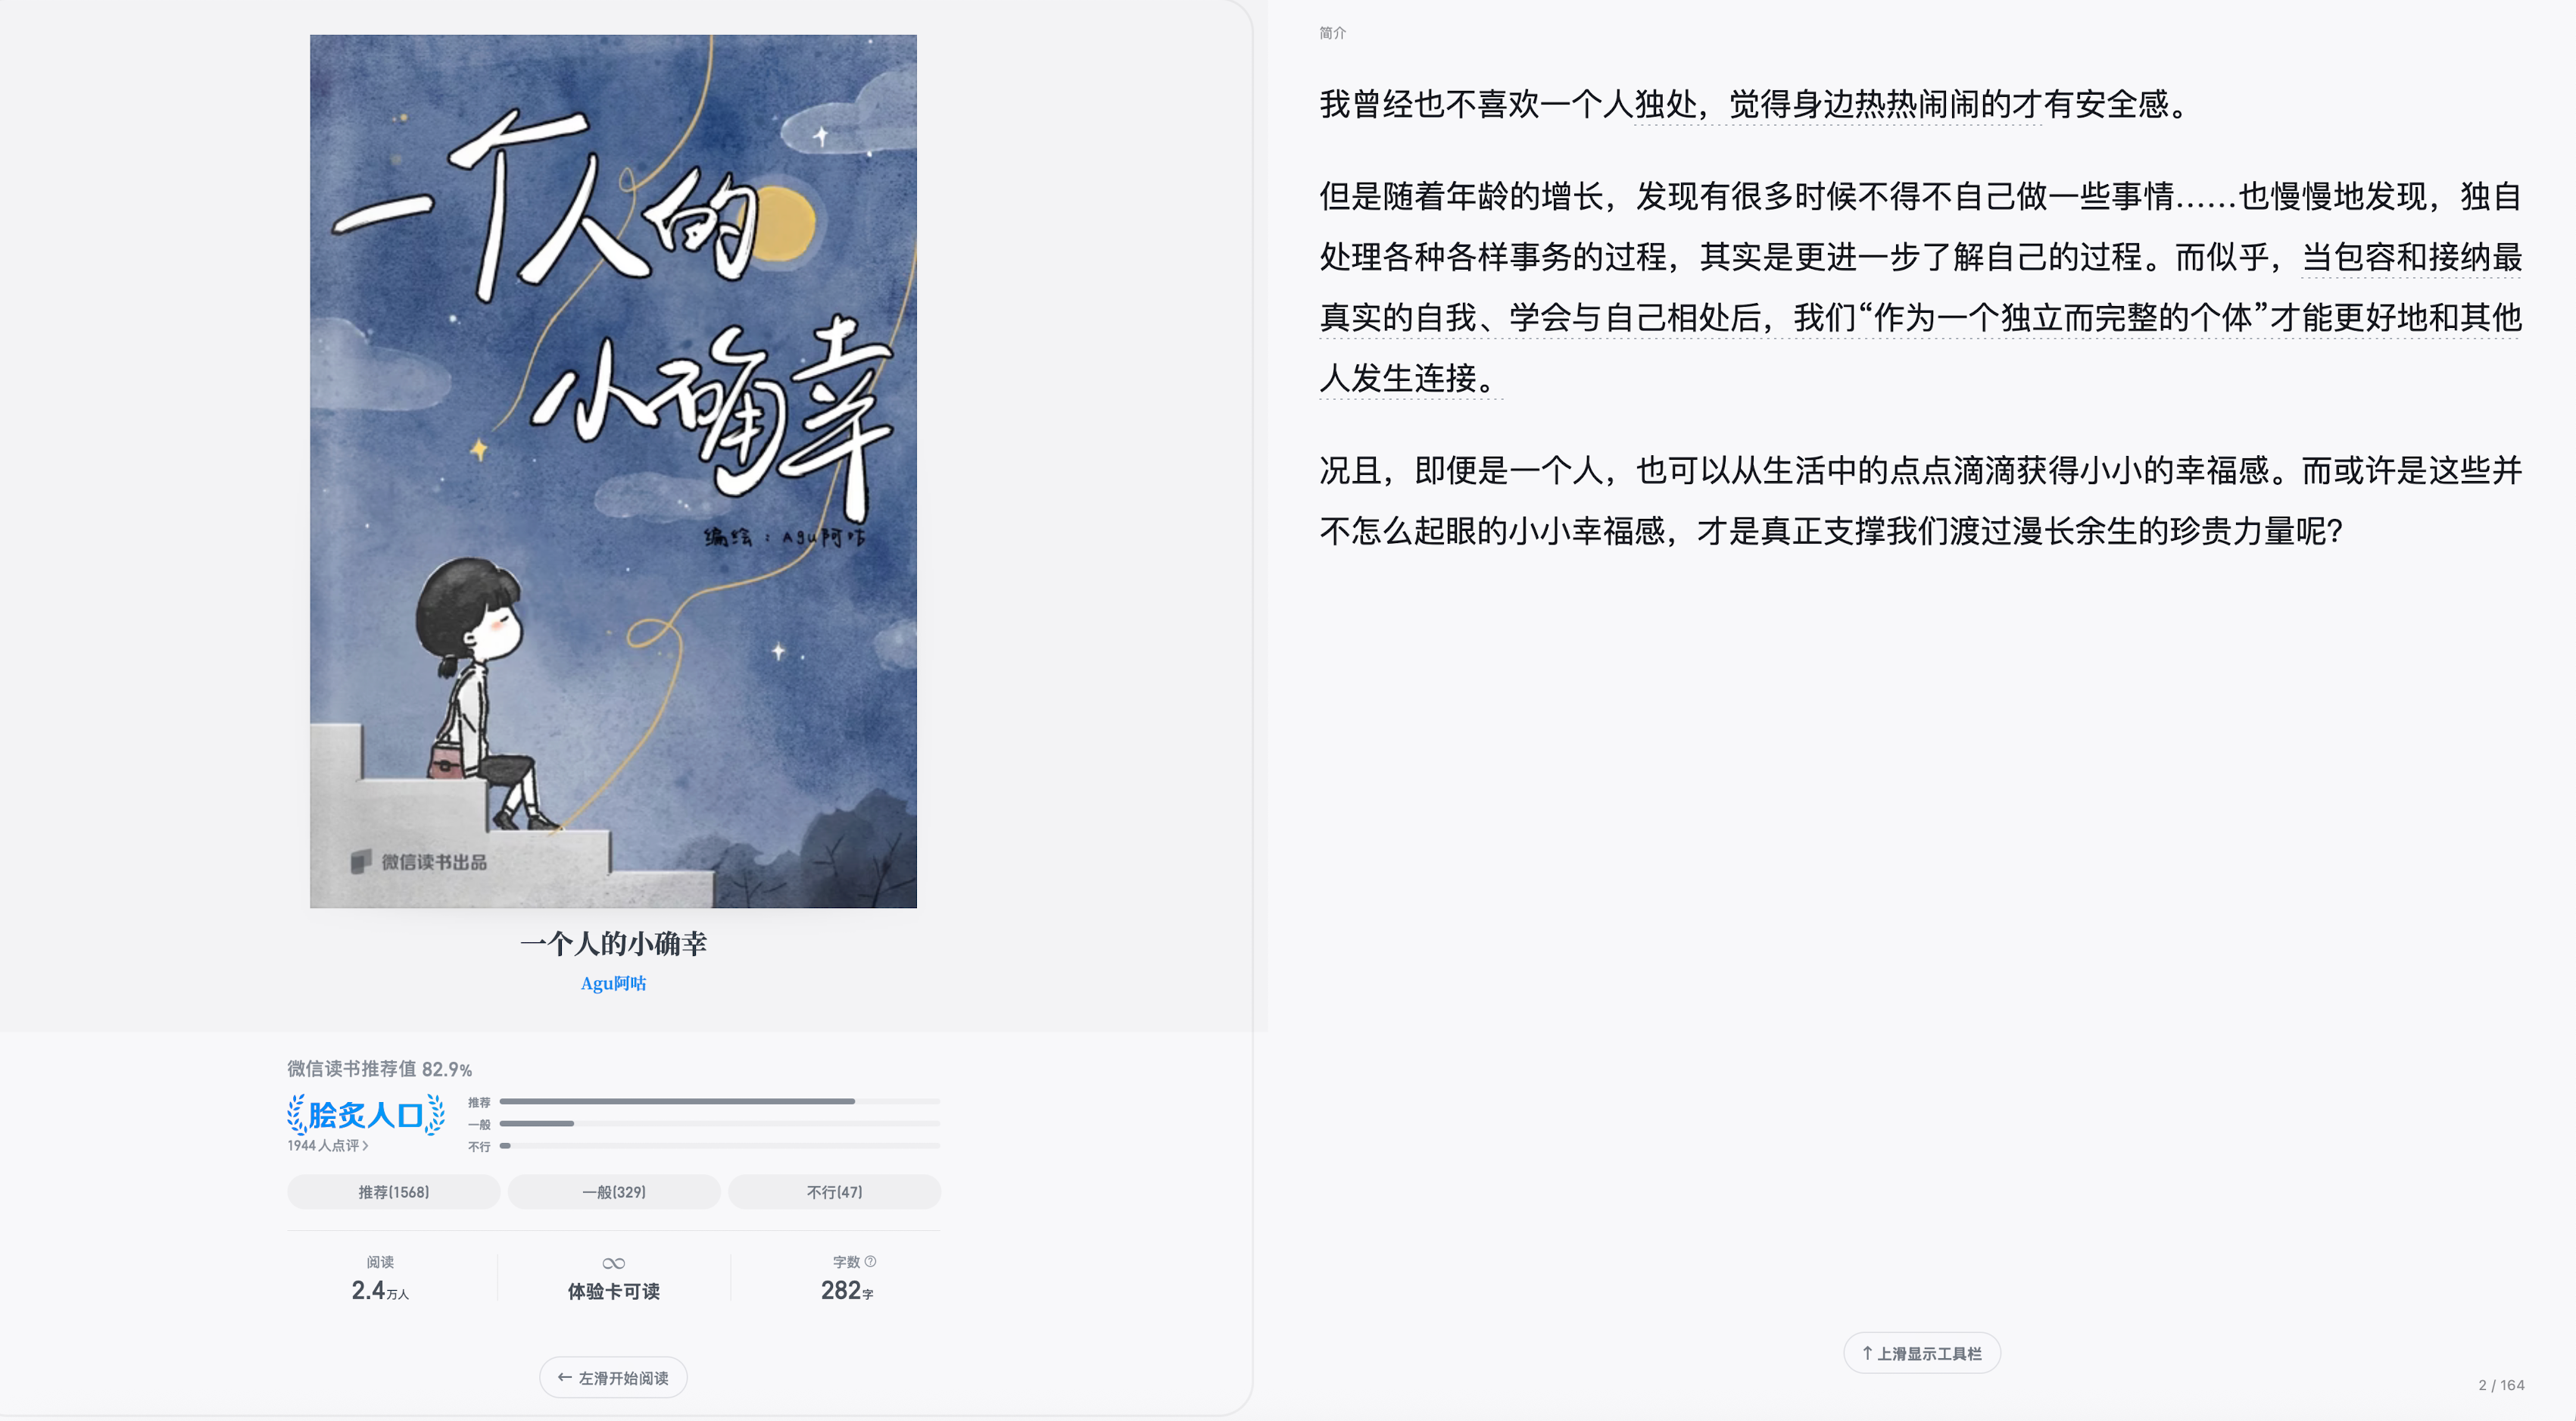 一个人的
小确幸
编绘：Agu阿咕
微信读书出品
一个人的小确幸
Agu阿咕
微信读书推荐值 82.9%
脍炙人口
1944人点评
推荐
一般
不行
推荐(1568)
一般(329)
不行(47)
阅读
2.4万人
体验卡可读
字数
282字
← 左滑开始阅读
简介
我曾经也不喜欢一个人独处，觉得身边热热闹闹的才有安全感。
但是随着年龄的增长，发现有很多时候不得不自己做一些事情……也慢慢地发现，独自
处理各种各样事务的过程，其实是更进一步了解自己的过程。而似乎，当包容和接纳最
真实的自我、学会与自己相处后，我们“作为一个独立而完整的个体”才能更好地和其他
人发生连接。
况且，即便是一个人，也可以从生活中的点点滴滴获得小小的幸福感。而或许是这些并
不怎么起眼的小小幸福感，才是真正支撑我们渡过漫长余生的珍贵力量呢？
↑ 上滑显示工具栏
2 / 164